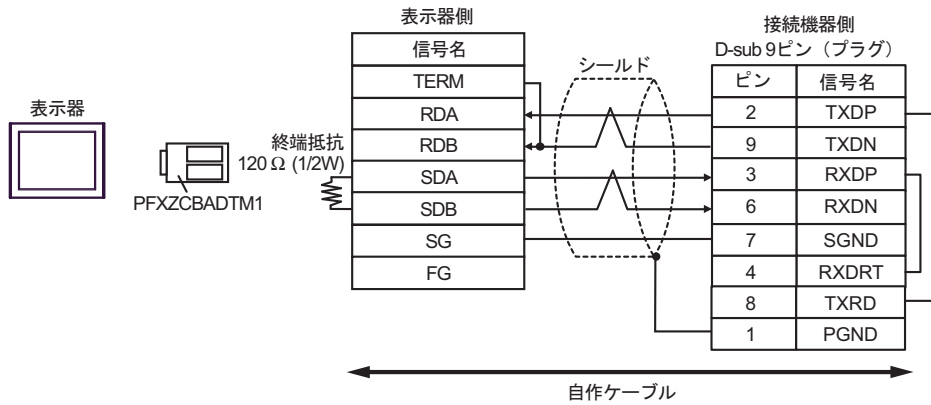 表示器
PFXZCBADTM1
終端抵抗
120 Ω (1/2W)
表示器側
信号名
TERM
RDA
RDB
SDA
SDB
SG
FG
シールド
接続機器側
D-sub 9ピン（プラグ）
ピン 信号名
2 TXDP
9 TXDN
3 RXDP
6 RXDN
7 SGND
4 RXDRT
8 TXRD
1 PGND
自作ケーブル